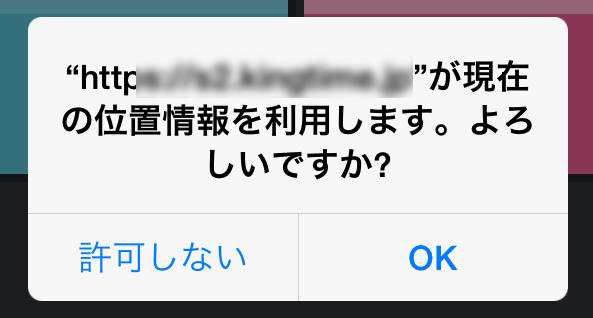 “http”が現在
の位置情報を利用します。よろ
しいですか?
許可しない
OK